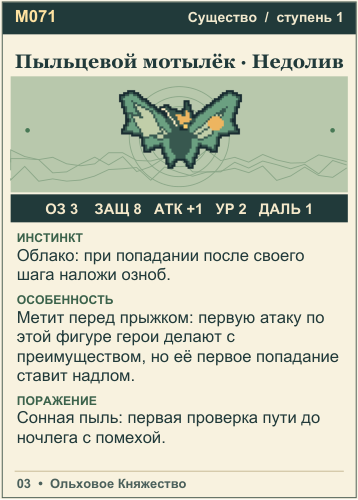 M071
Существо / ступень 1
Пыльцевой мотылёк · Недолив
ОЗ 3 ЗАЩ 8 АТК +1 УР 2 ДАЛЬ 1
ИНСТИНКТ
Облако: при попадании после своего
шага наложи озноб.
ОСОБЕННОСТЬ
Метит перед прыжком: первую атаку по
этой фигуре герои делают с
преимуществом, но её первое попадание
ставит надлом.
ПОРАЖЕНИЕ
Сонная пыль: первая проверка пути до
ночлега с помехой.
03 • Ольховое Княжество